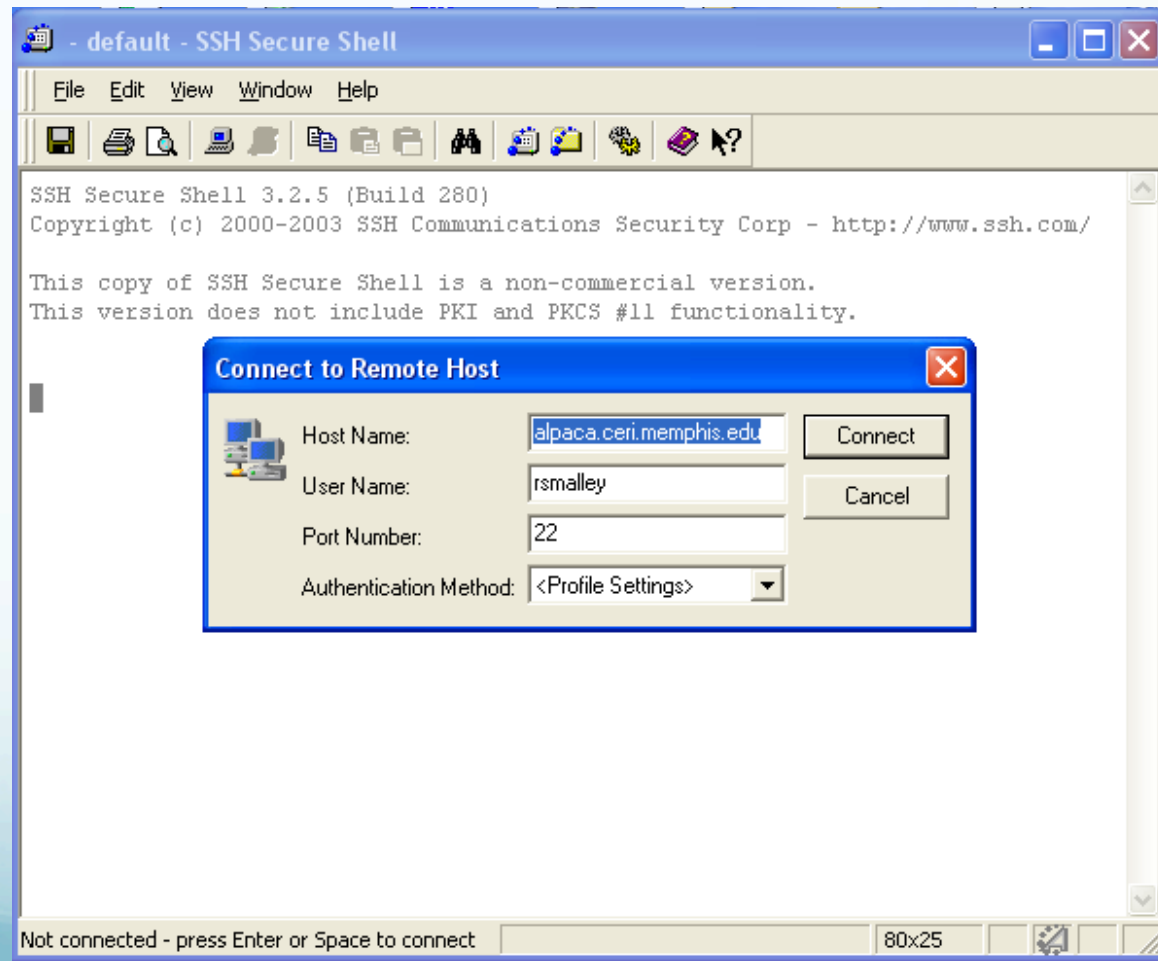 - default - SSH Secure Shell
File Edit View Window Help
SSH Secure Shell 3.2.5 (Build 280)
Copyright (c) 2000-2003 SSH Communications Security Corp - http://www.ssh.com/
This copy of SSH Secure Shell is a non-commercial version.
This version does not include PKI and PKCS #11 functionality.
Connect to Remote Host
Host Name: alpaca.ceri.memphis.edu Connect
User Name: rsmalley Cancel
Port Number: 22
Authentication Method: <Profile Settings>
Not connected - press Enter or Space to connect 80x25